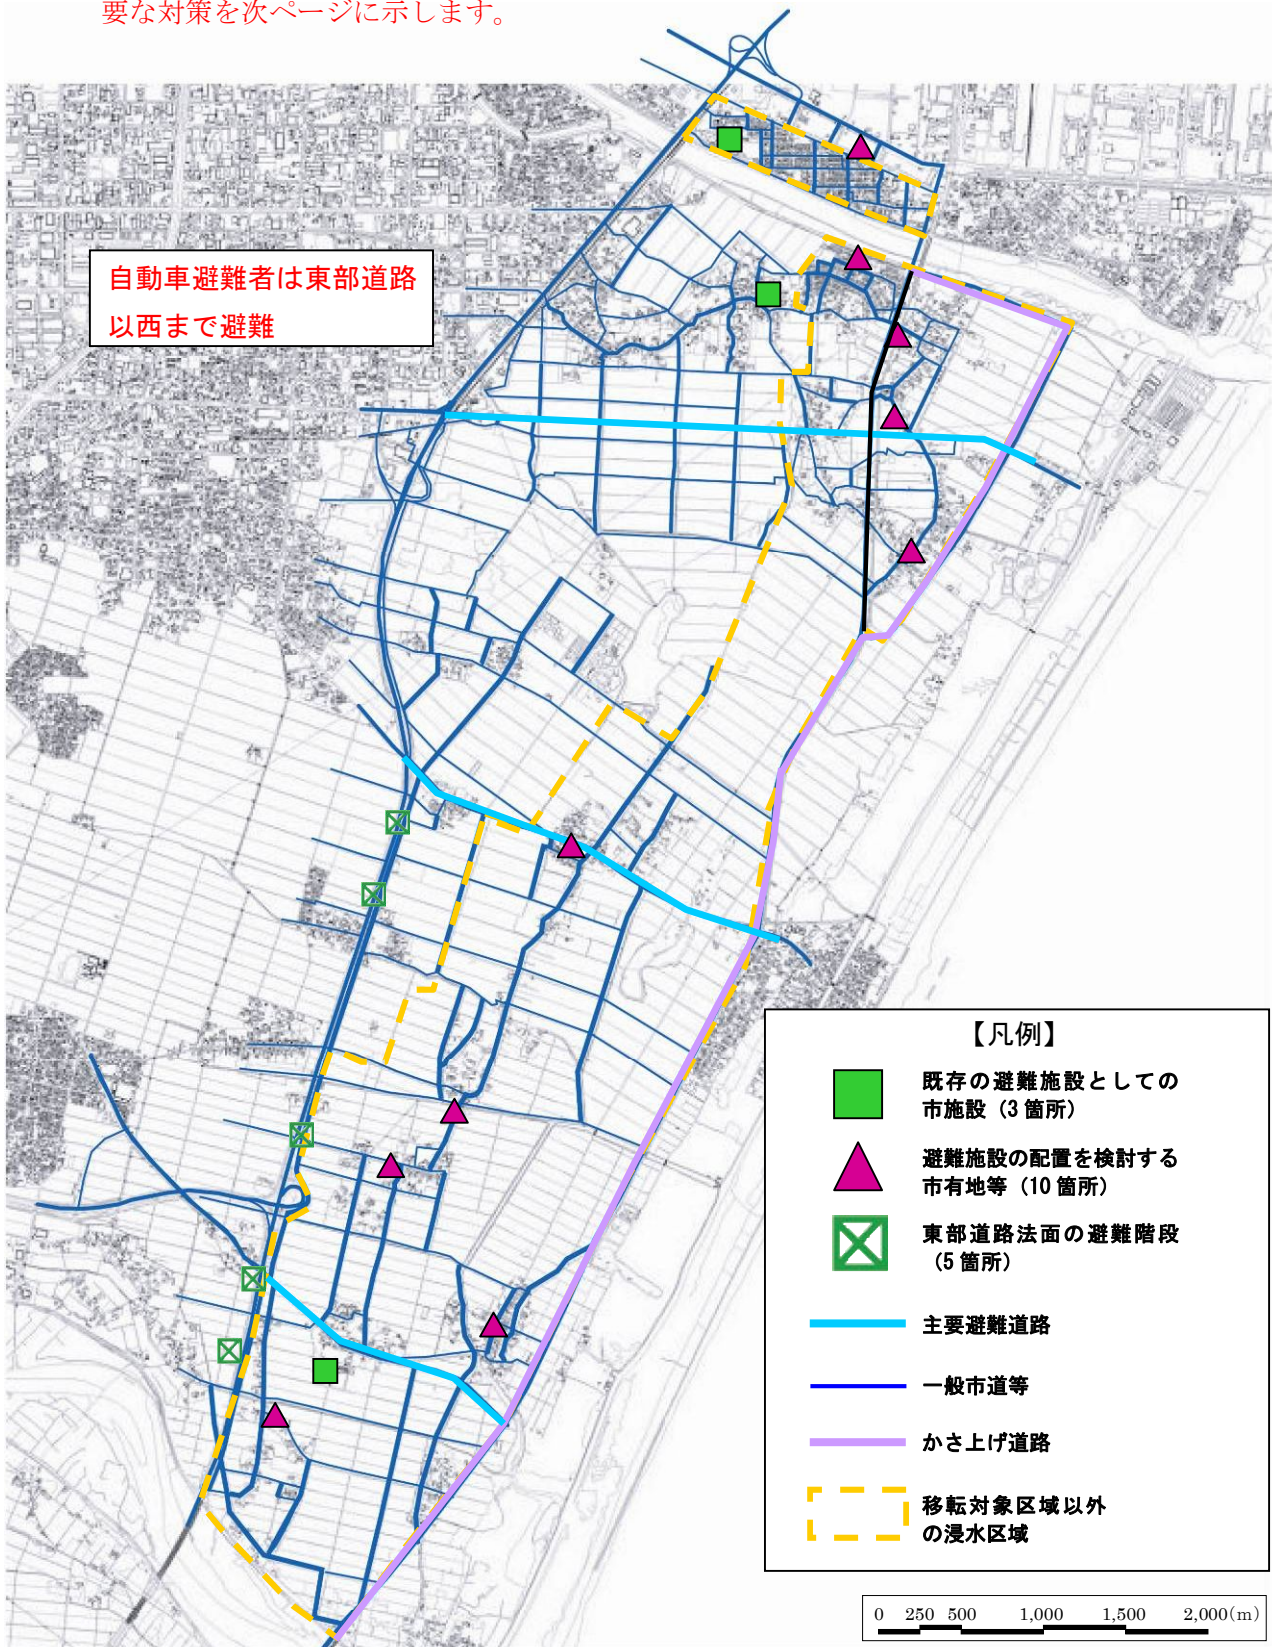 要な対策を次ページに示します。
自動車避難者は東部道路
以西まで避難
【凡例】
既存の避難施設としての
市施設（3 箇所）
避難施設の配置を検討する
市有地等（10 箇所）
東部道路法面の避難階段
（5 箇所）
主要避難道路
一般市道等
かさ上げ道路
移転対象区域以外
の浸水区域
0 250 500 1,000 1,500 2,000(m)